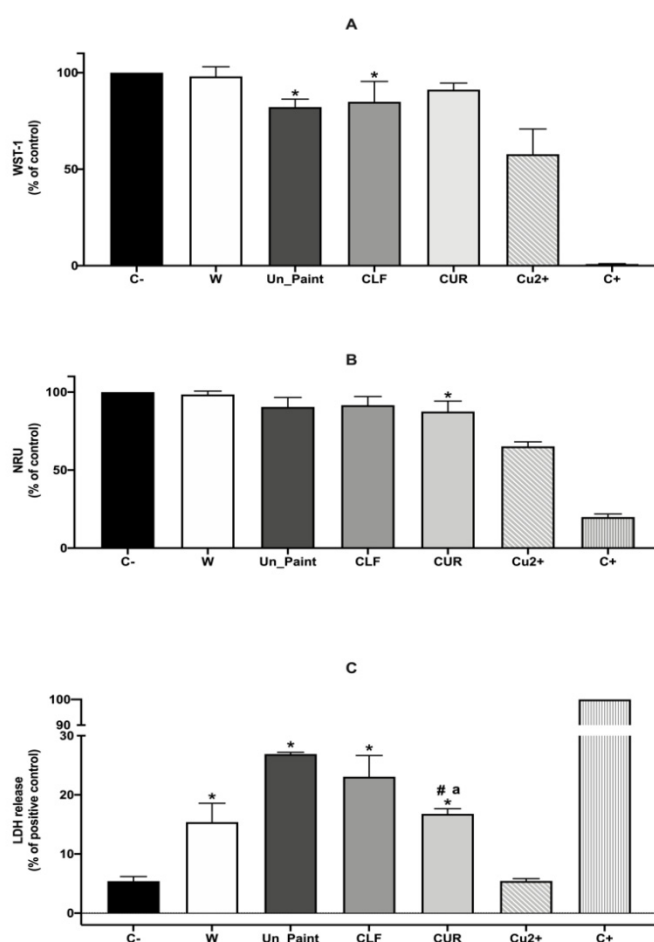 A
WST-1
(% of control)
100
50
0
*
*
C-
W
Un_Paint
CLF
CUR
Cu2+
C+
B
NRU
(% of control)
100
50
0
*
C-
W
Un_Paint
CLF
CUR
Cu2+
C+
C
LDH release
(% of positive control)
100
90
30
20
10
0
*
*
*
# a
*
C-
W
Un_Paint
CLF
CUR
Cu2+
C+